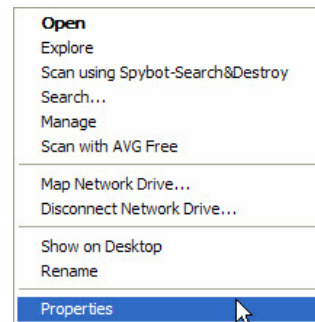 Open
Explore
Scan using Spybot-Search&Destroy
Search...
Manage
Scan with AVG Free
Map Network Drive...
Disconnect Network Drive...
Show on Desktop
Rename
Properties